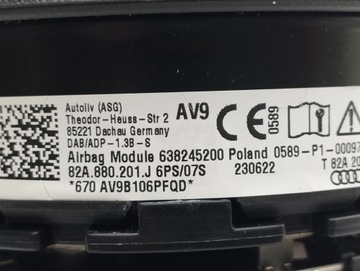 Autoliv (ASG)
Theodor-Heuss-Str 2
85221 Dachau Germany
DAB/ADP-1.3B-S
AV9
CE
0589
Airbag Module 638245200 Poland 0589-P1-00097
82A.880.201.J 6PS/07S
230622
T 82A 20
*670 AV9B106PFQD*